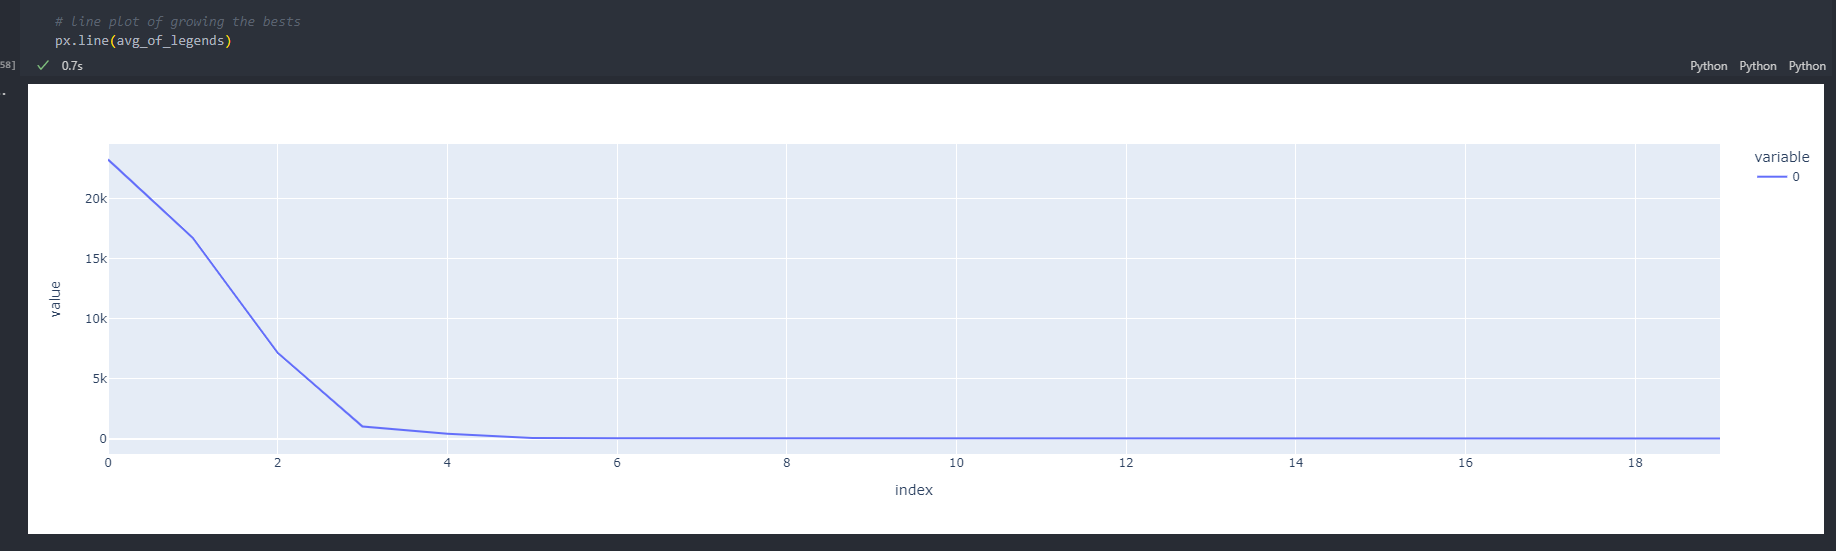 # line plot of growing the bests
px.line(avg_of_legends)
58]
0.7s
Python Python Python
variable
0
20k
15k
10k
5k
0
value
0 2 4 6 8 10 12 14 16 18
index